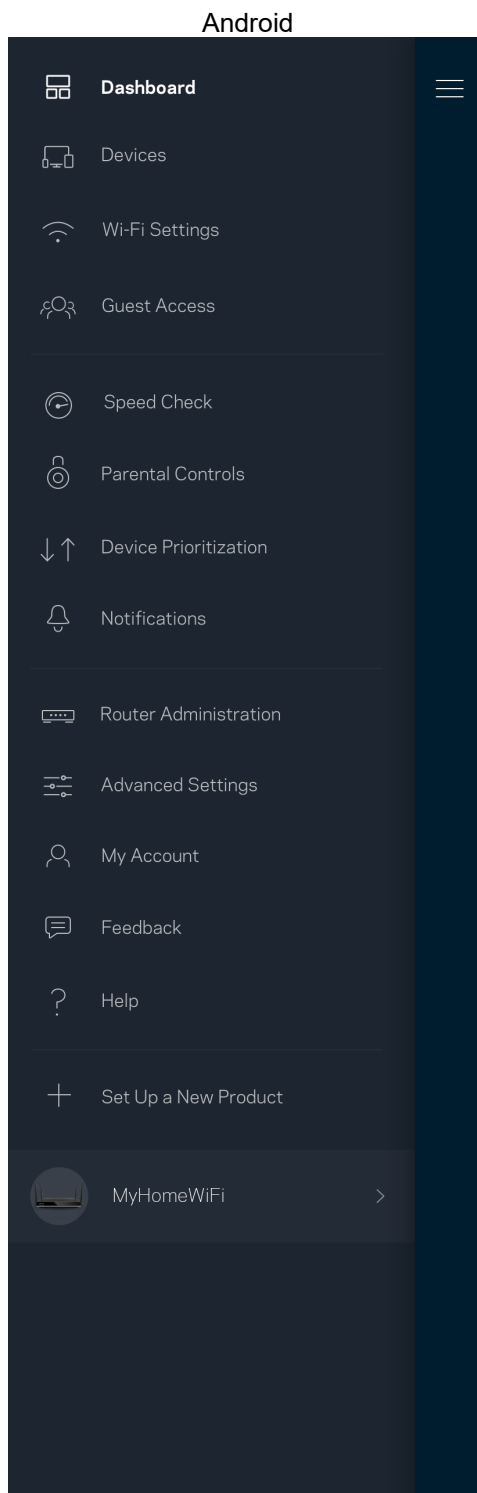 Android
Dashboard
Devices
Wi-Fi Settings
Guest Access
Speed Check
Parental Controls
Device Prioritization
Notifications
Router Administration
Advanced Settings
My Account
Feedback
Help
Set Up a New Product
MyHomeWiFi